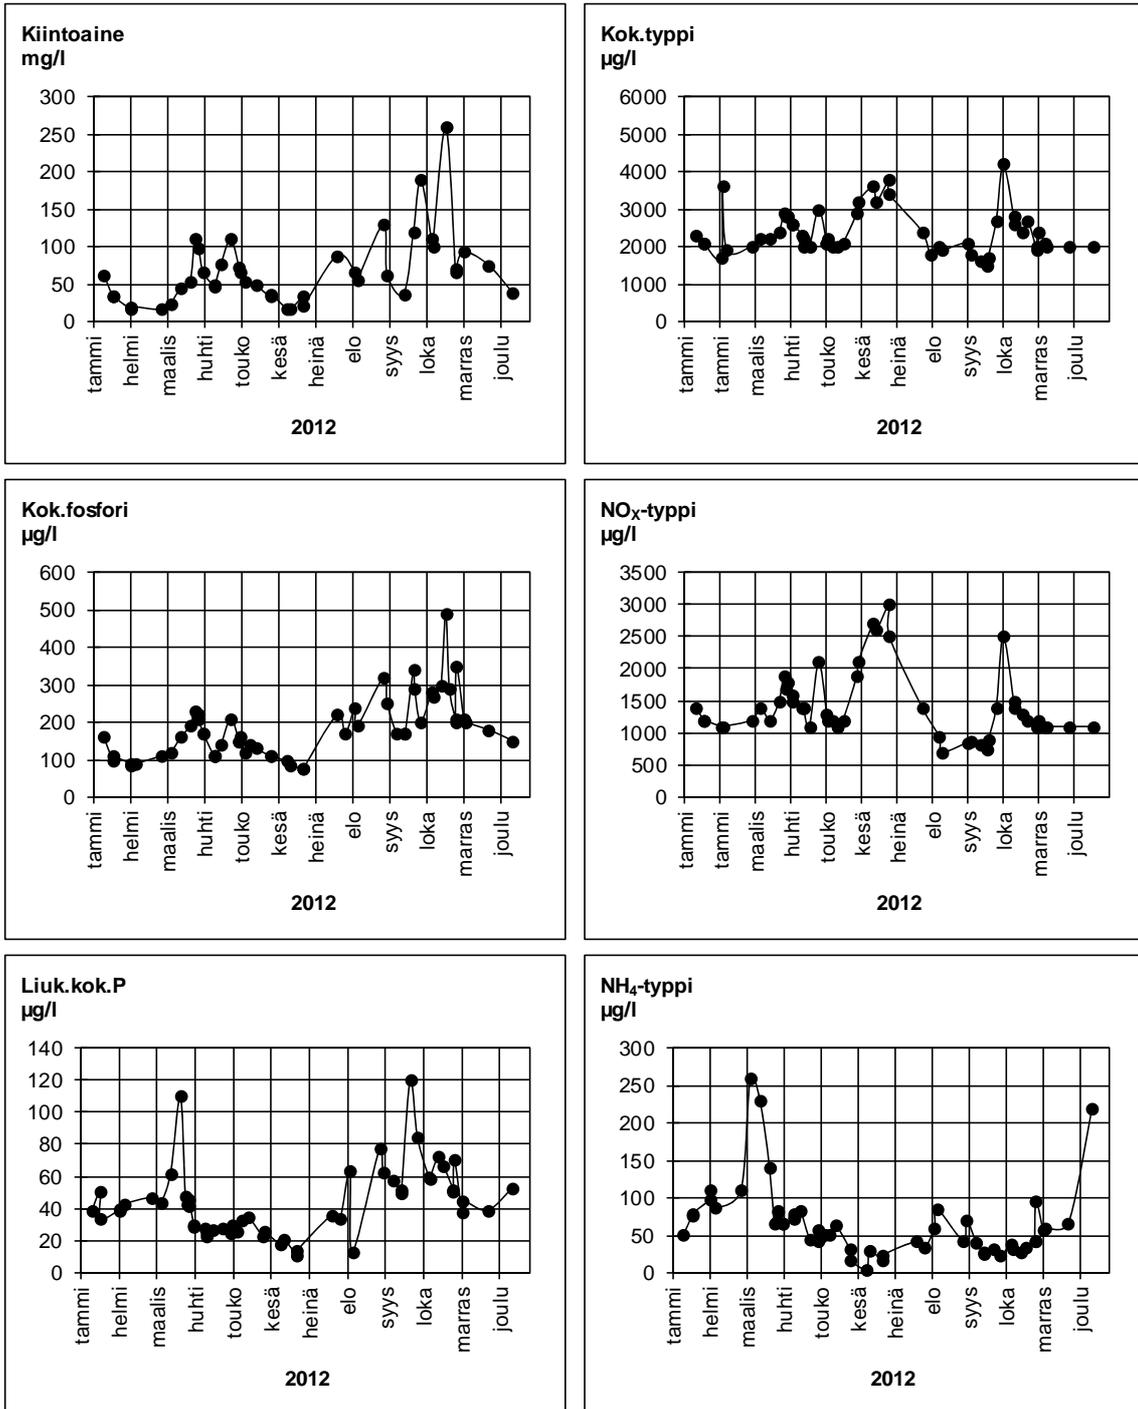 Kiintoaine
mg/l
300
250
200
150
100
50
0
tammi
helmi
maalis
huhti
touko
kesä
heinä
elo
syys
loka
marras
joulu
2012
Kok.typpi
µg/l
6000
5000
4000
3000
2000
1000
0
tammi
helmi
maalis
huhti
touko
kesä
heinä
elo
syys
loka
marras
joulu
2012
Kok.fosfori
µg/l
600
500
400
300
200
100
0
tammi
helmi
maalis
huhti
touko
kesä
heinä
elo
syys
loka
marras
joulu
2012
NOX-typpi
µg/l
3500
3000
2500
2000
1500
1000
500
0
tammi
helmi
maalis
huhti
touko
kesä
heinä
elo
syys
loka
marras
joulu
2012
Liuk.kok.P
µg/l
140
120
100
80
60
40
20
0
tammi
helmi
maalis
huhti
touko
kesä
heinä
elo
syys
loka
marras
joulu
2012
NH4-typpi
µg/l
300
250
200
150
100
50
0
tammi
helmi
maalis
huhti
touko
kesä
heinä
elo
syys
loka
marras
joulu
2012